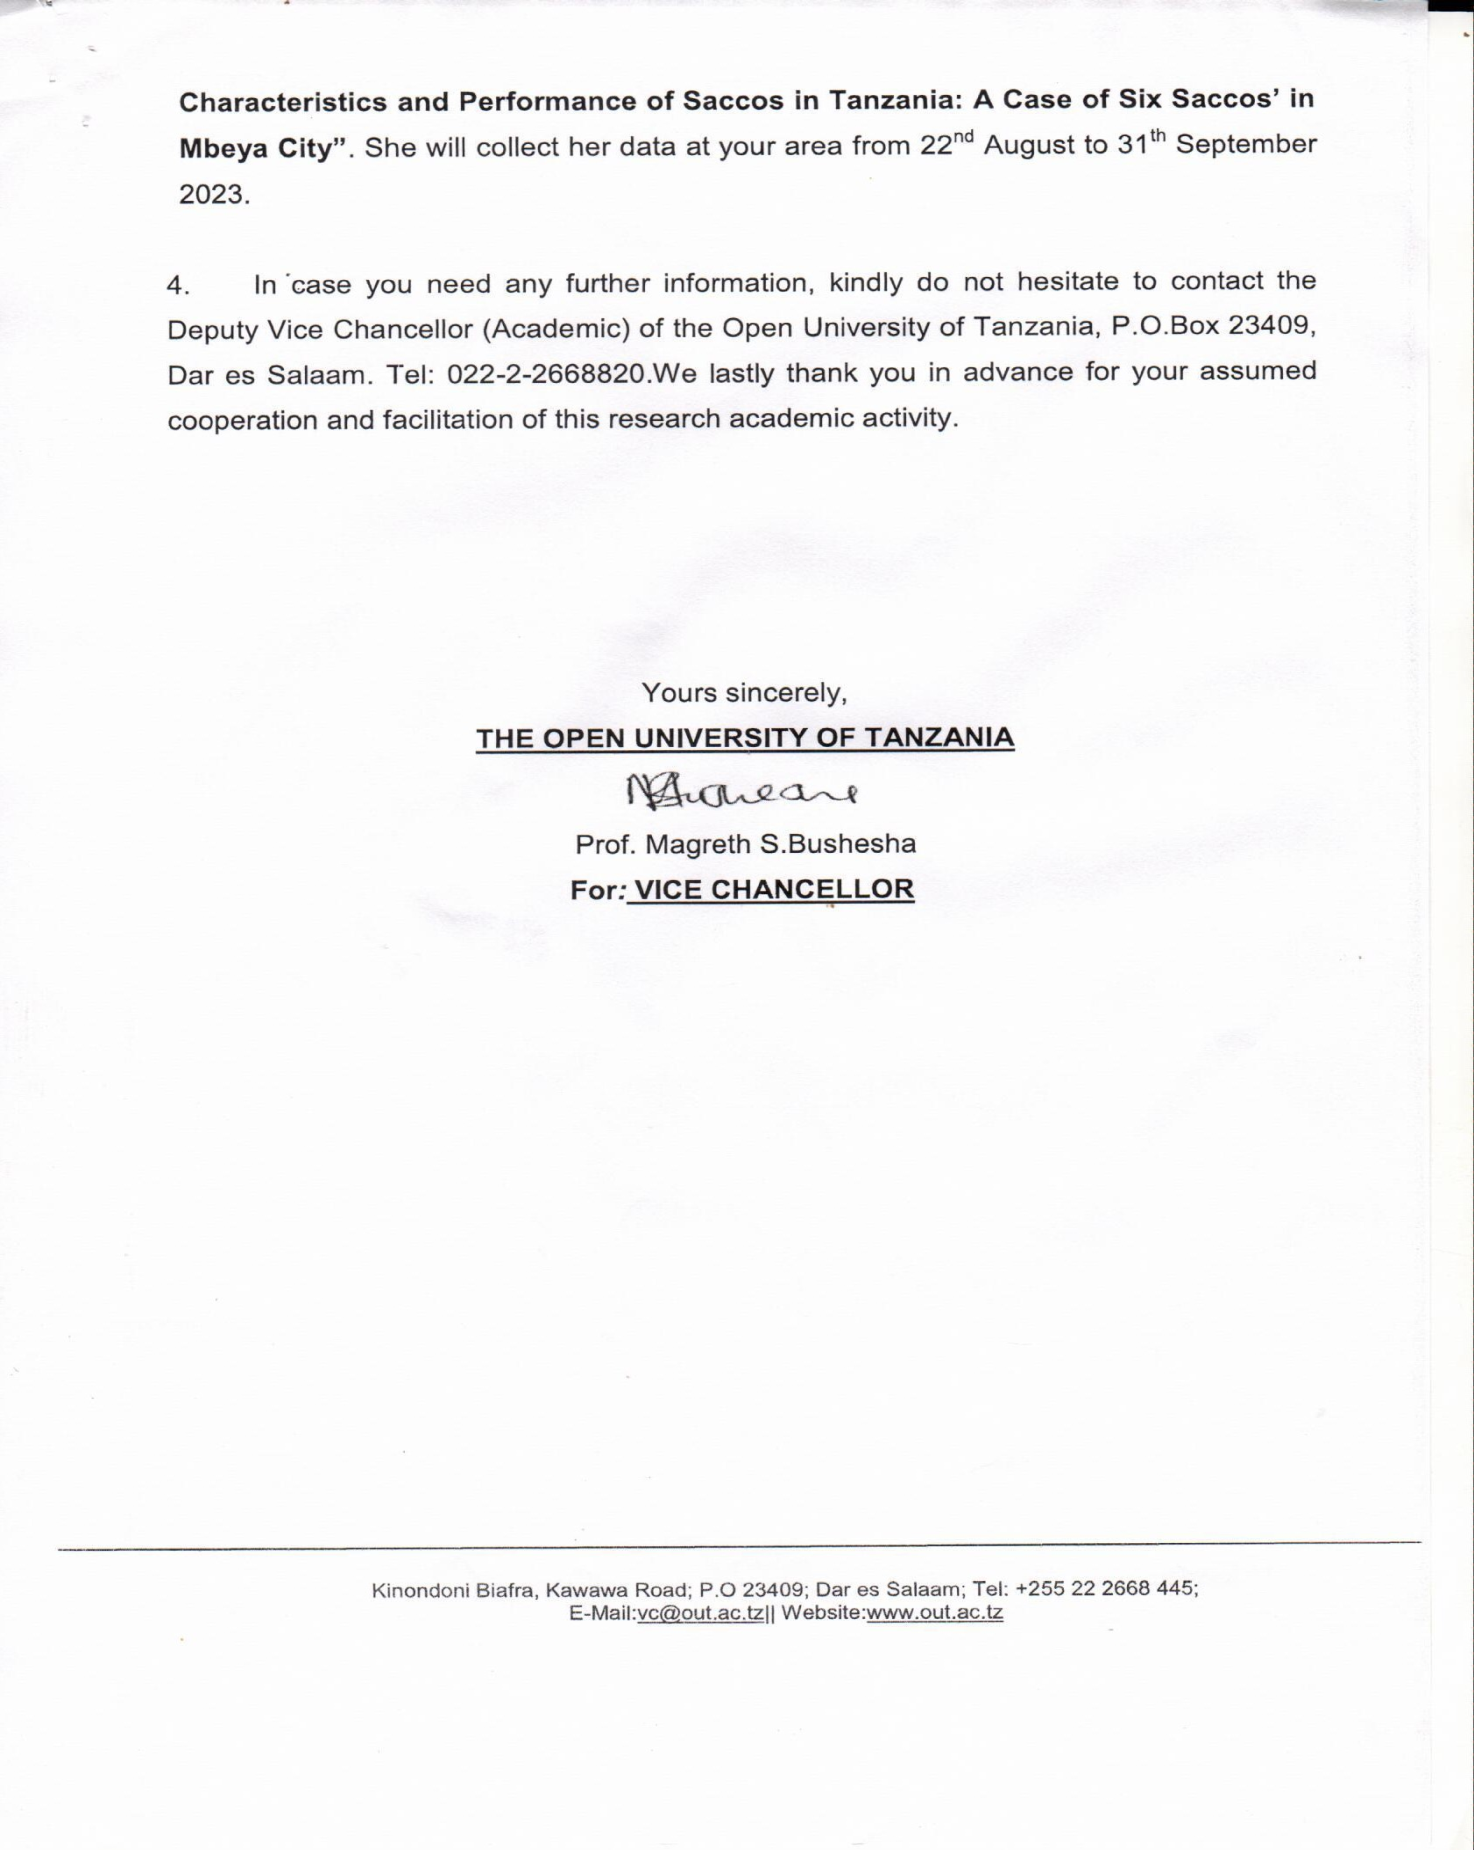 Characteristics and Performance of Saccos in Tanzania: A Case of Six Saccos’ in
Mbeya City”. She will collect her data at your area from 22nd August to 31th September
2023.
4. In case you need any further information, kindly do not hesitate to contact the
Deputy Vice Chancellor (Academic) of the Open University of Tanzania, P.O.Box 23409,
Dar es Salaam. Tel: 022-2-2668820.We lastly thank you in advance for your assumed
cooperation and facilitation of this research academic activity.
Yours sincerely,
THE OPEN UNIVERSITY OF TANZANIA
Prof. Magreth S.Bushesha
For: VICE CHANCELLOR
Kinondoni Biafra, Kawawa Road; P.O 23409; Dar es Salaam; Tel: +255 22 2668 445;
E-Mail:vc@out.ac.tz|| Website:www.out.ac.tz